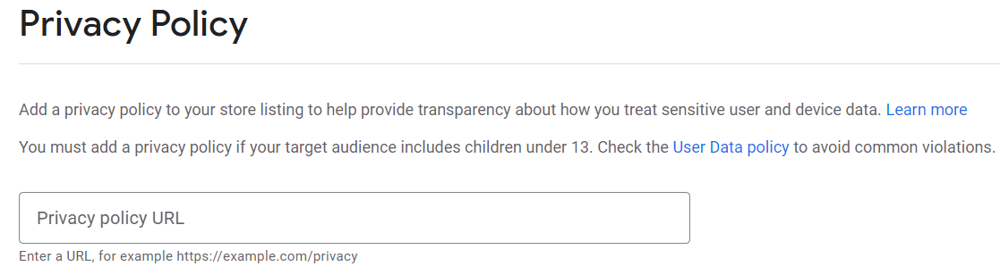 Privacy Policy
Add a privacy policy to your store listing to help provide transparency about how you treat sensitive user and device data. Learn more
You must add a privacy policy if your target audience includes children under 13. Check the User Data policy to avoid common violations.
Privacy policy URL
Enter a URL, for example https://example.com/privacy